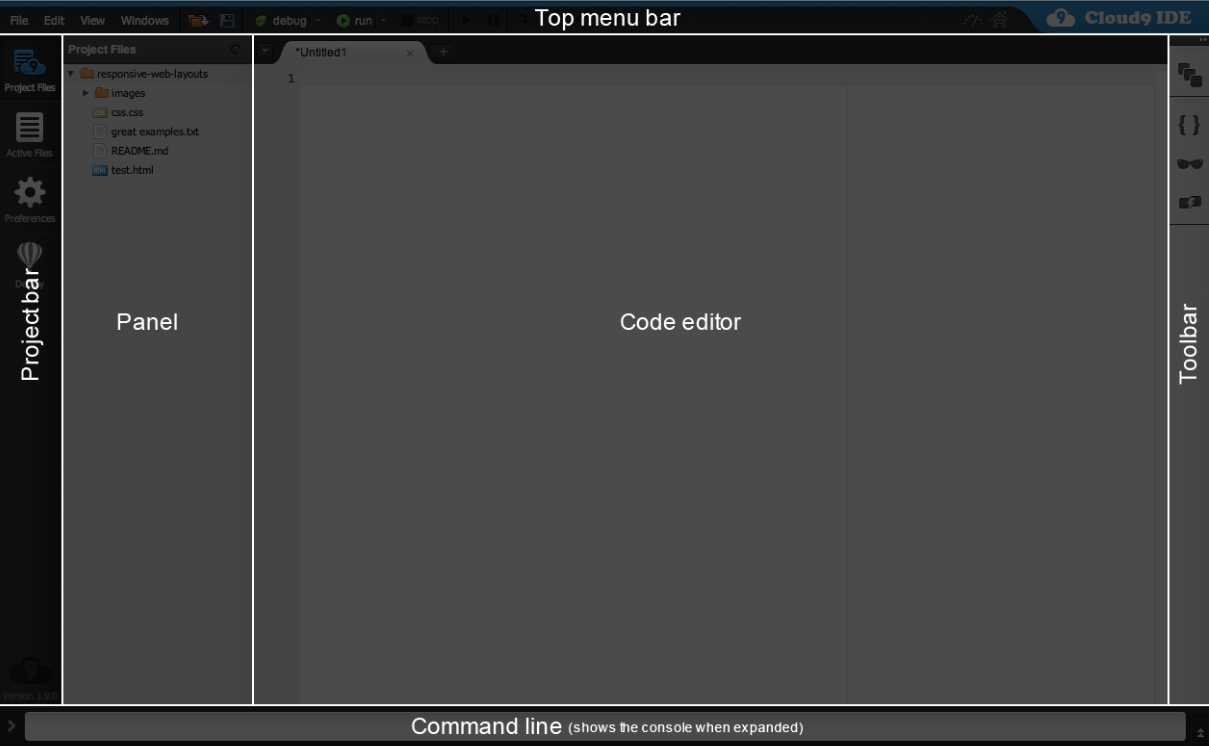 File Edit View Windows debug run stop Top menu bar Cloud9 IDE
Project Files *Untitled1
responsive-web-layouts
1
Project Files
images
css.css
great examples.txt
Active Files
README.md
test.html
Preferences
Deploy
Project bar
Panel
Code editor
Toolbar
Version 1.9.0
Command line (shows the console when expanded)